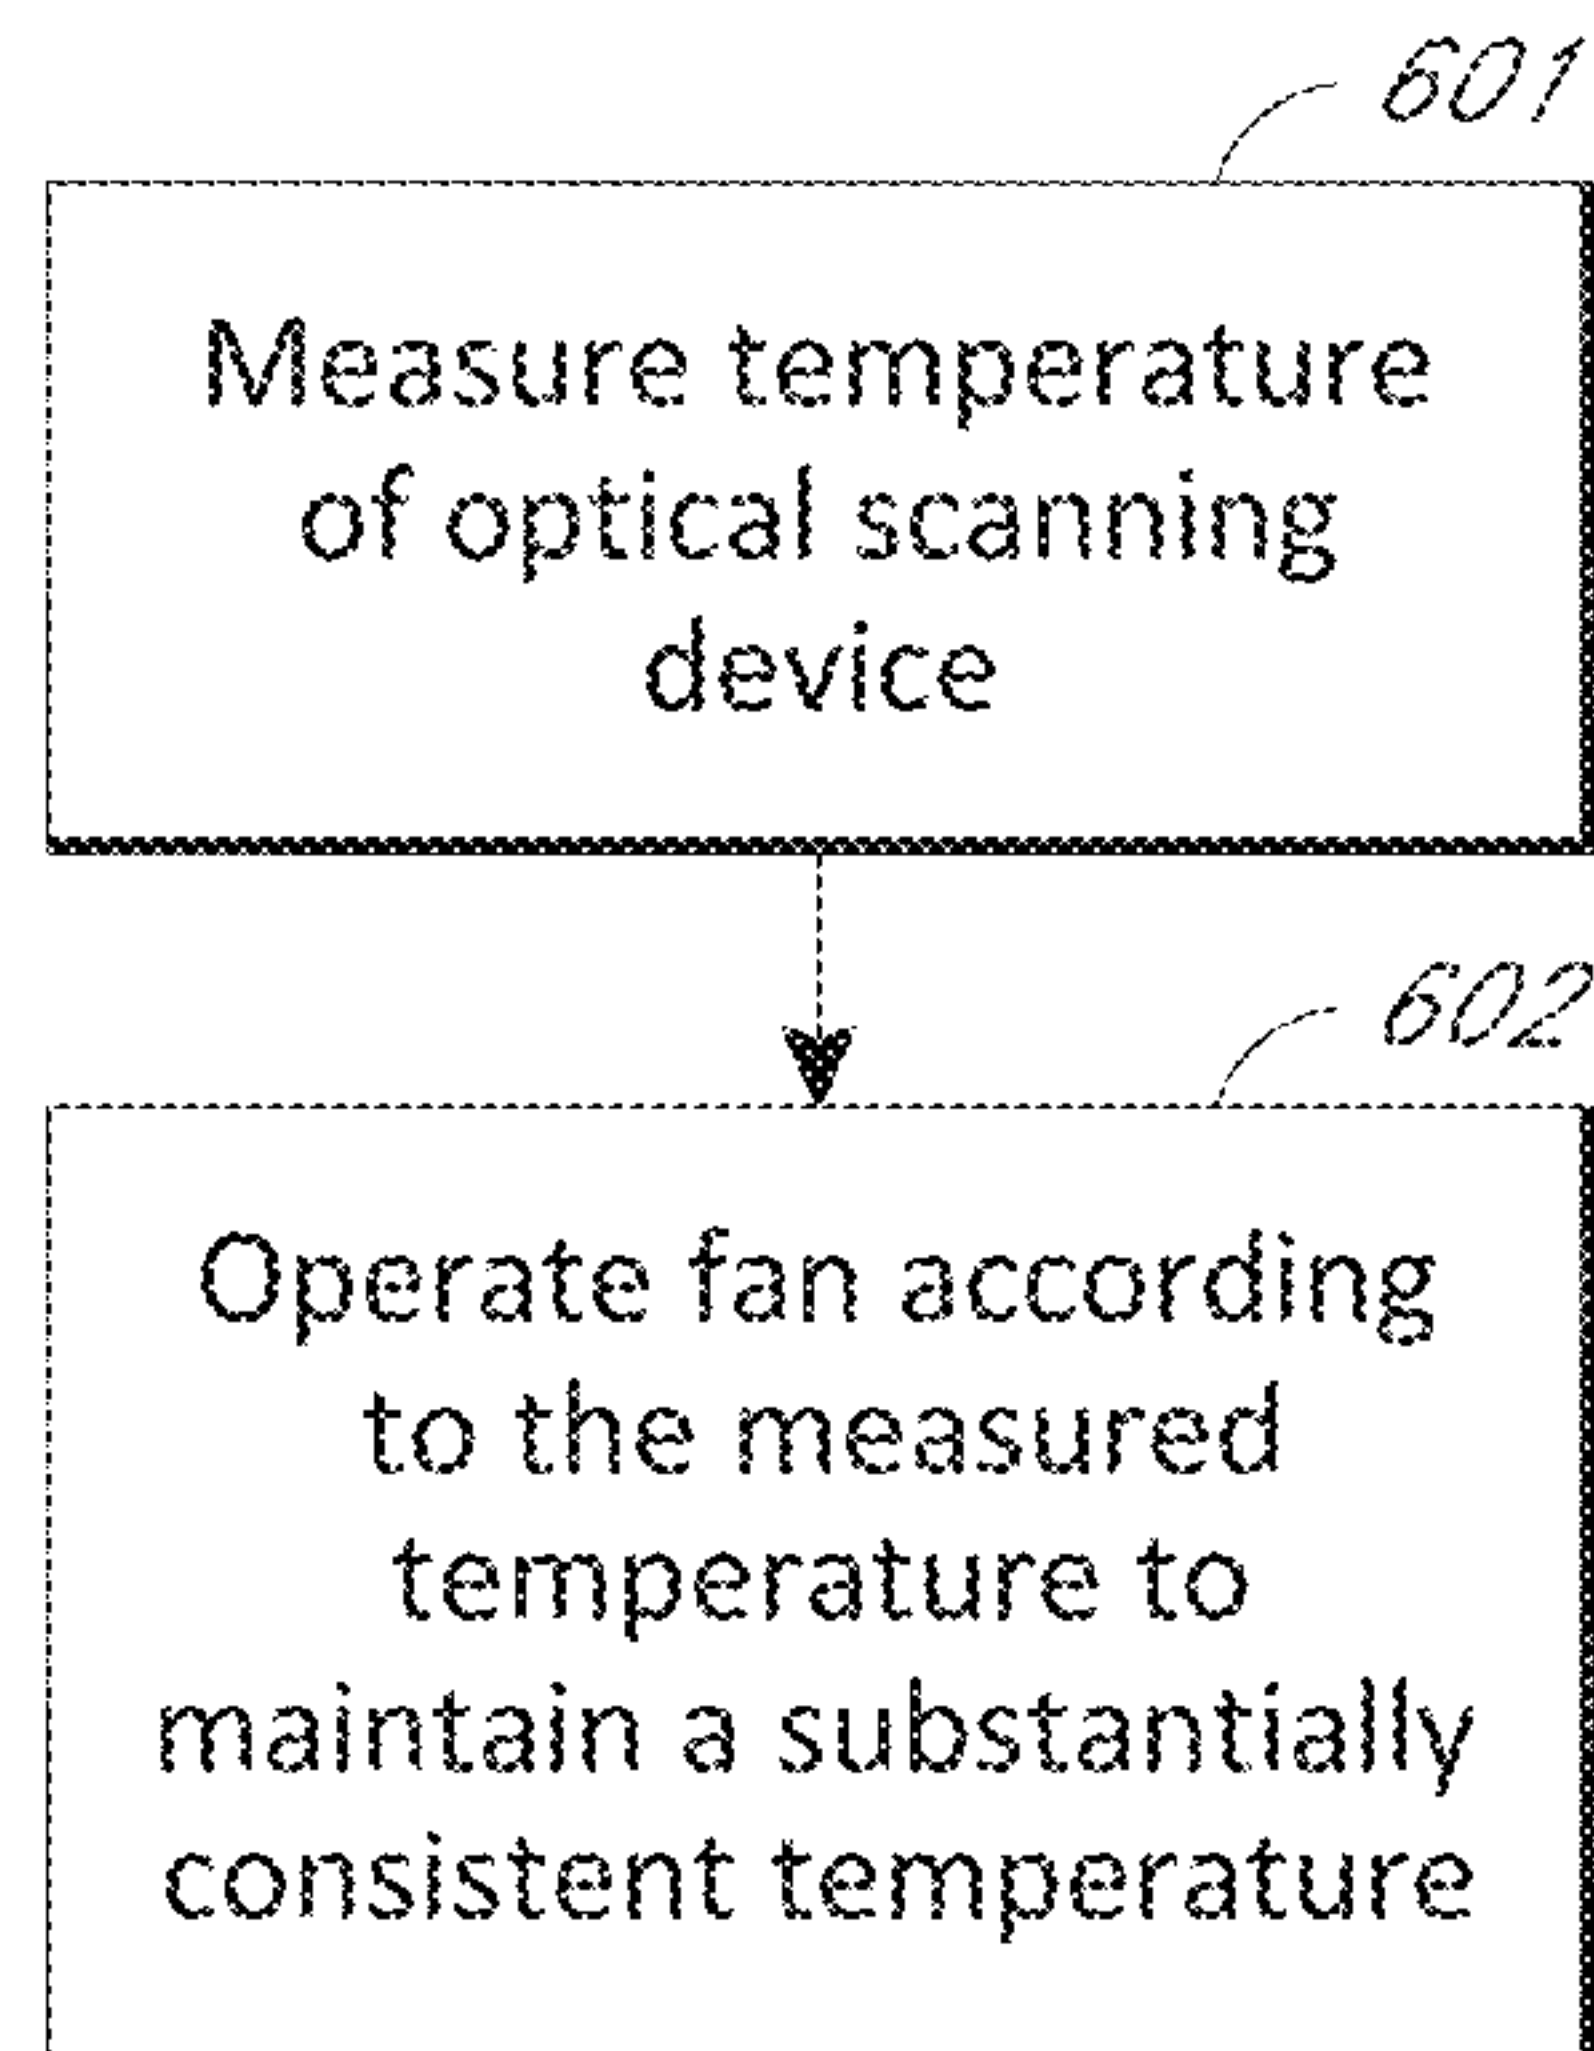 601
Measure temperature
of optical scanning
device
602
Operate fan according
to the measured
temperature to
maintain a substantially
consistent temperature